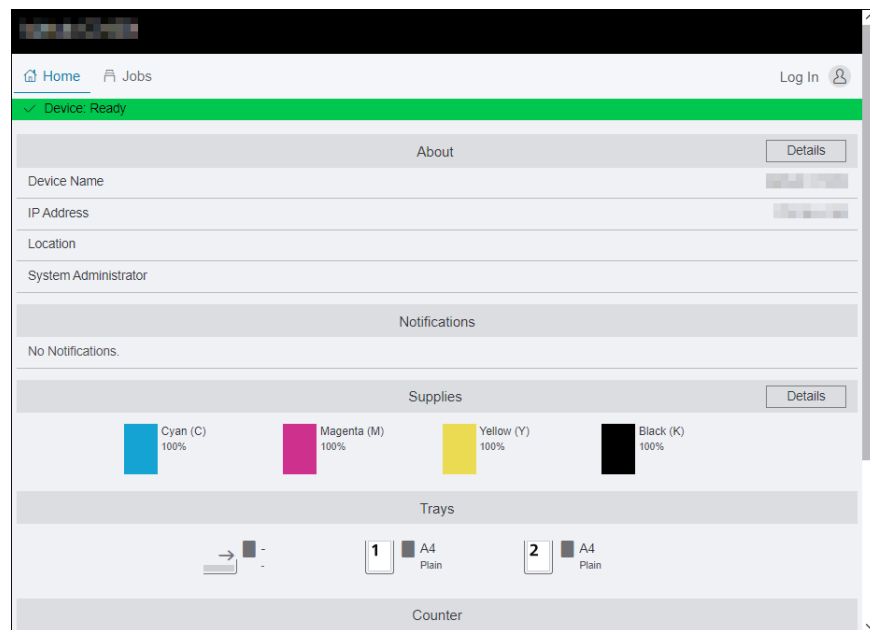 Home Jobs Log In
Device: Ready
About Details
Device Name
IP Address
Location
System Administrator
Notifications
No Notifications.
Supplies Details
Cyan (C) Magenta (M) Yellow (Y) Black (K)
100% 100% 100% 100%
Trays
- 1 A4 2 A4
- Plain Plain
Counter